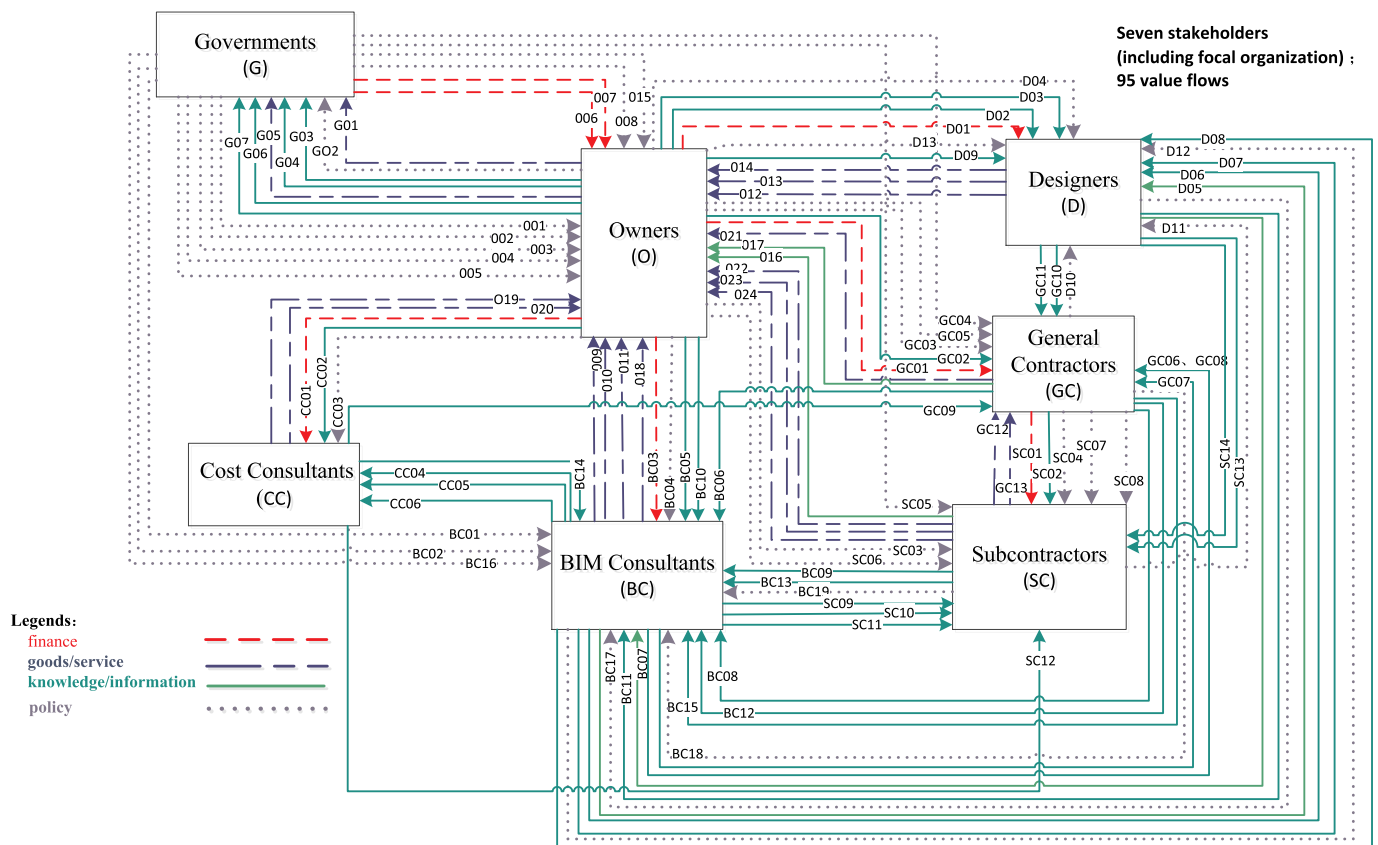 Governments
(G)
Seven stakeholders
(including focal organization)；
95 value flows
D04
D03
D02
D01
007
015
006
008
G01
G03
GO2
G05
G04
G07
G06
D13
D09
D08
D12
D07
D06
D05
D11
Designers
(D)
014
013
012
Owners
(O)
001
002
003
004
005
021
017
016
022
023
024
GC11
GC10
D10
O19
020
GC04
GC05
GC03
GC02
GC01
General
Contractors
(GC)
GC06、GC08
GC07
009
010
011
018
CC01
CC02
CC03
GC09
GC12
GC13
SC01
SC02
SC04
SC07
SC08
SC14
SC13
Cost Consultants
(CC)
CC04
CC05
CC06
BC14
BC03
BC04
BC05
BC10
BC06
SC05
BC01
BC02
BC16
BIM Consultants
(BC)
SC03
SC06
BC09
BC13
BC19
SC09
SC10
SC11
Subcontractors
(SC)
Legends:
finance
goods/service
knowledge/information
policy
BC17
BC11
BC07
BC08
BC15
BC12
BC18
SC12